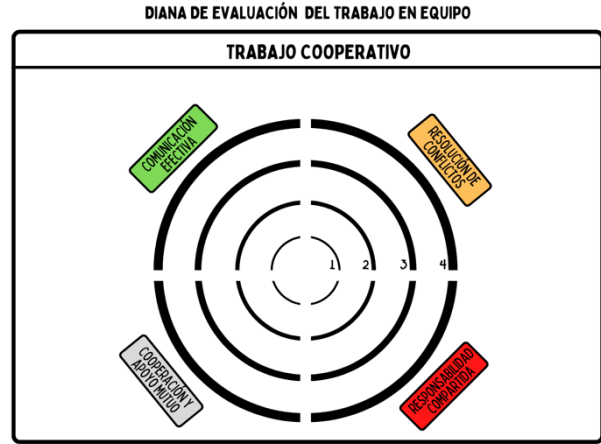 DIANA DE EVALUACIÓN DEL TRABAJO EN EQUIPO
TRABAJO COOPERATIVO
COMUNICACIÓN
EFECTIVA
RESOLUCIÓN DE
CONFLICTOS
1 2 3 4
COOPERACIÓN Y
APOYO MUTUO
RESPONSABILIDAD
COMPARTIDA